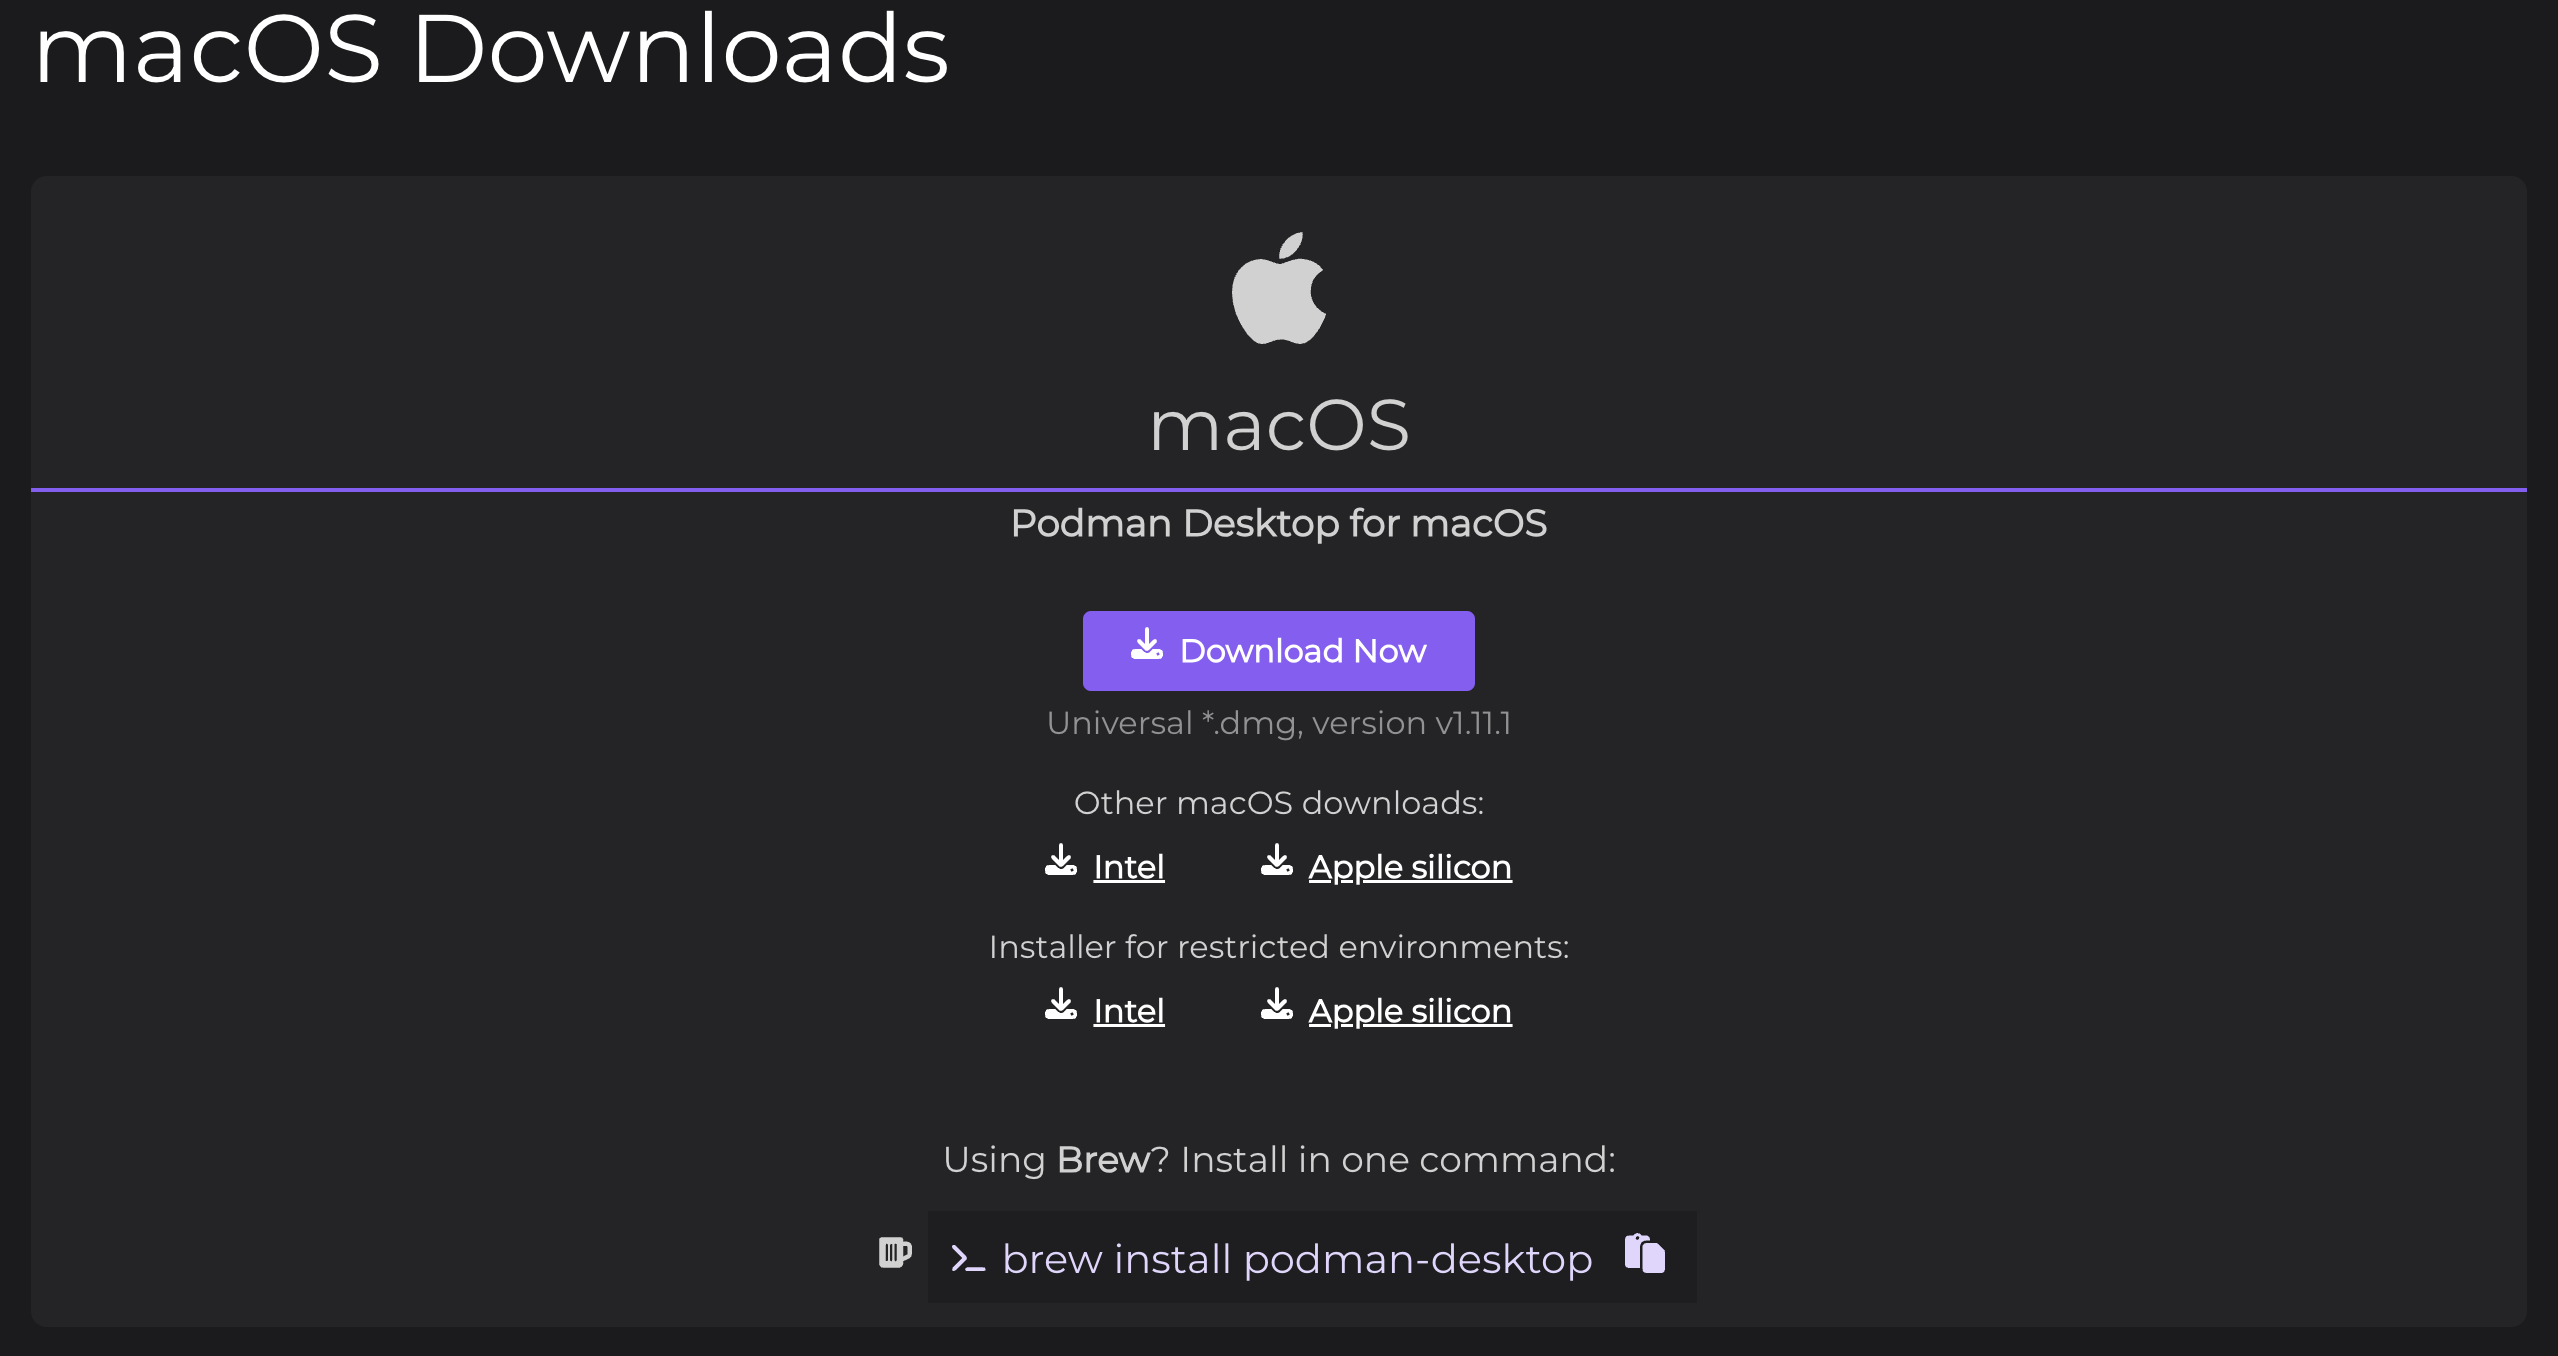 macOS Downloads
macOS
Podman Desktop for macOS
Download Now
Universal *.dmg, version v1.11.1
Other macOS downloads:
Intel Apple silicon
Installer for restricted environments:
Intel Apple silicon
Using Brew? Install in one command:
>_ brew install podman-desktop